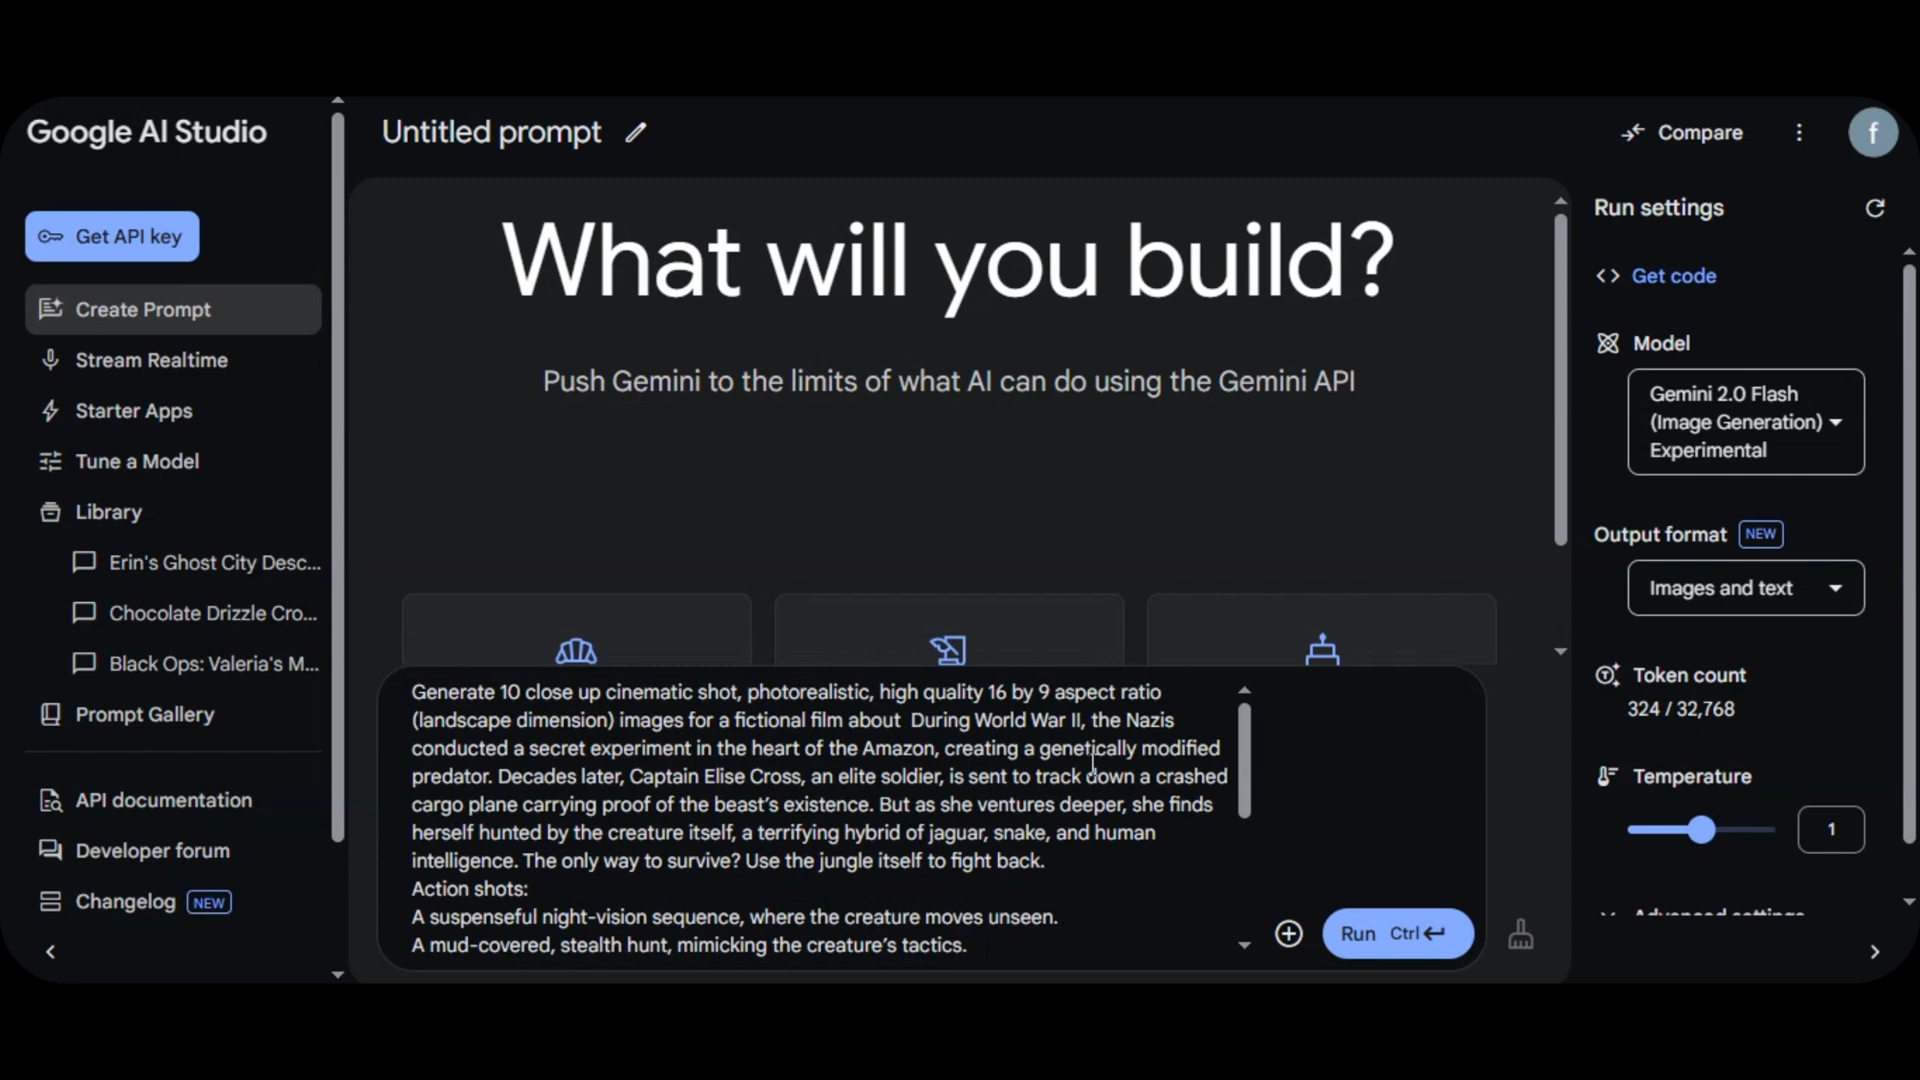 Google AI Studio
Get API key
Create Prompt
Stream Realtime
Starter Apps
Tune a Model
Library
Erin's Ghost City Desc...
Chocolate Drizzle Cro...
Black Ops: Valeria's M...
Prompt Gallery
API documentation
Developer forum
Changelog NEW
Untitled prompt
Compare
f
What will you build?
Push Gemini to the limits of what AI can do using the Gemini API
Generate 10 close up cinematic shot, photorealistic, high quality 16 by 9 aspect ratio
(landscape dimension) images for a fictional film about  During World War II, the Nazis
conducted a secret experiment in the heart of the Amazon, creating a genetically modified
predator. Decades later, Captain Elise Cross, an elite soldier, is sent to track down a crashed
cargo plane carrying proof of the beast’s existence. But as she ventures deeper, she finds
herself hunted by the creature itself, a terrifying hybrid of jaguar, snake, and human
intelligence. The only way to survive? Use the jungle itself to fight back.
Action shots:
A suspenseful night-vision sequence, where the creature moves unseen.
A mud-covered, stealth hunt, mimicking the creature’s tactics.
Run Ctrl
Run settings
Get code
Model
Gemini 2.0 Flash
(Image Generation)
Experimental
Output format NEW
Images and text
Token count
324 / 32,768
Temperature
1
Advanced settings